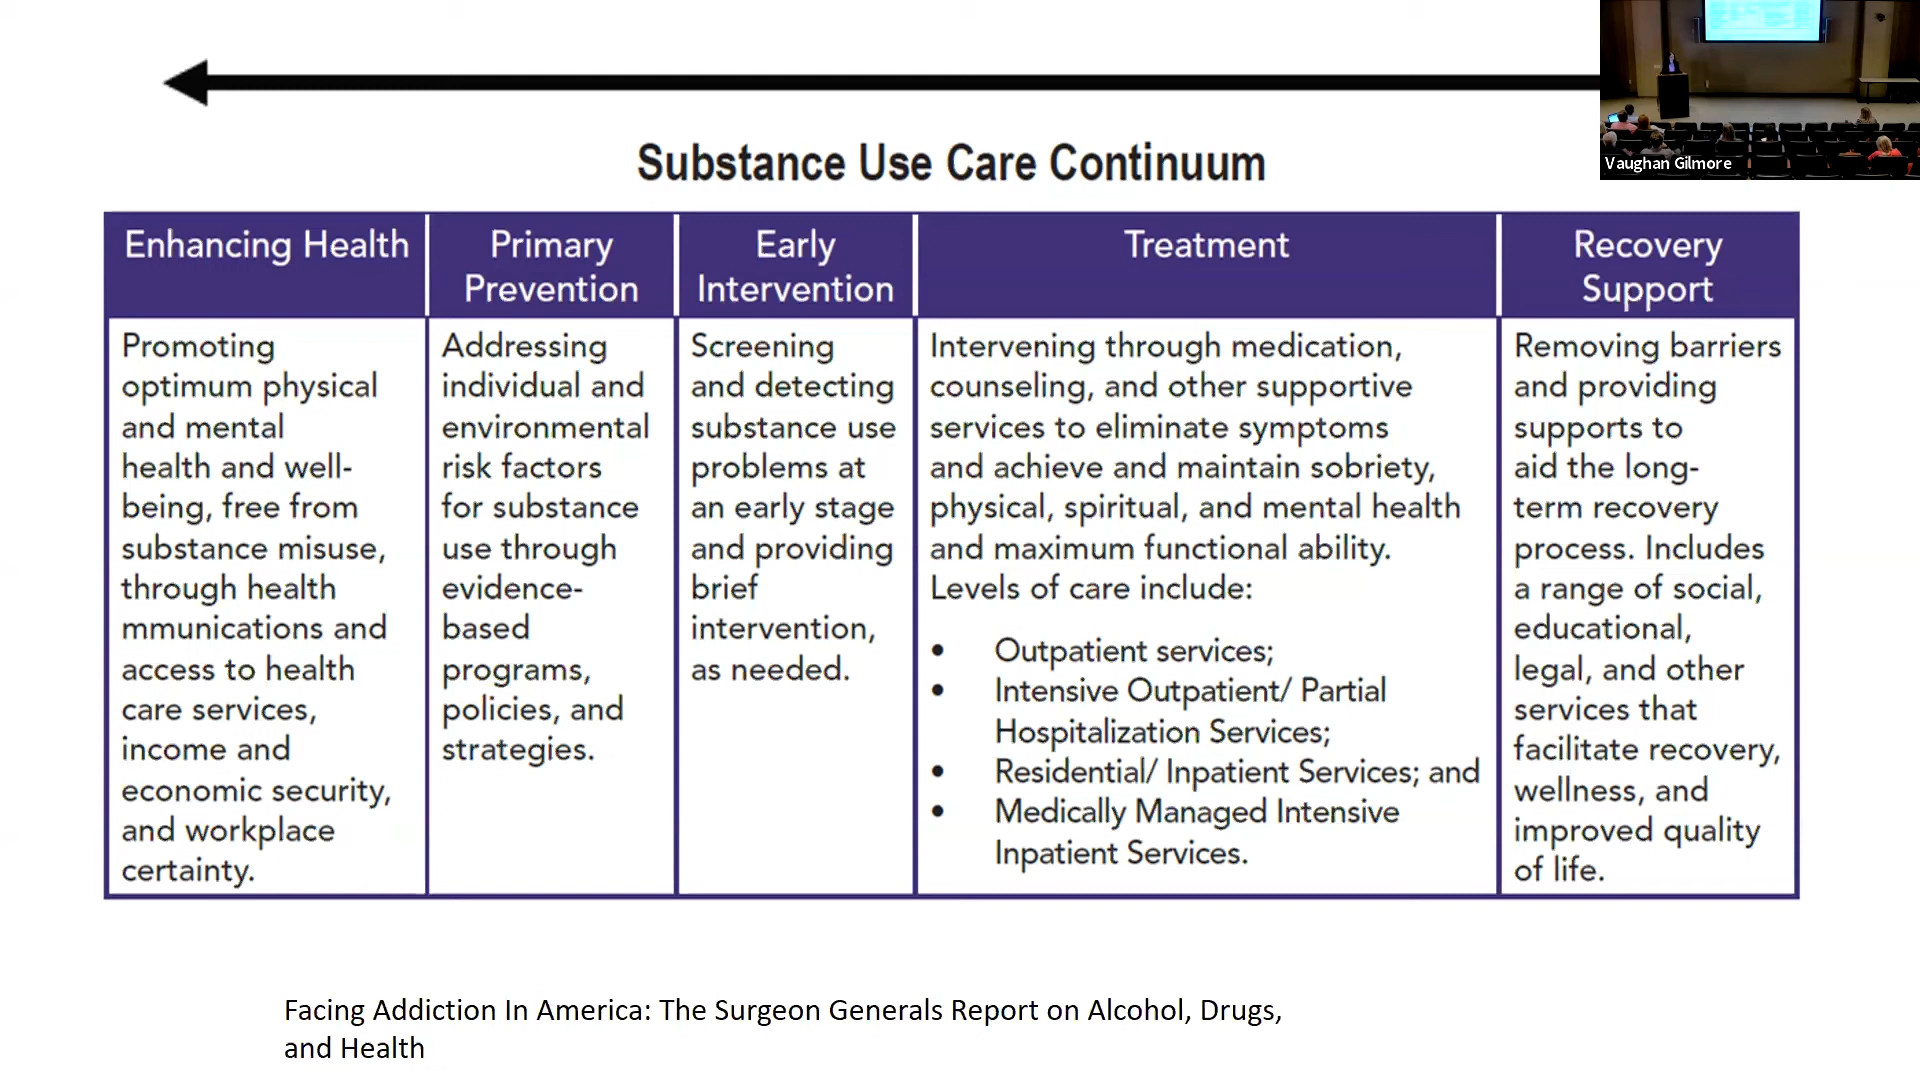 Vaughan Gilmore
Substance Use Care Continuum
Enhancing Health
Promoting
optimum physical
and mental
health and well-
being, free from
substance misuse,
through health
mmunications and
access to health
care services,
income and
economic security,
and workplace
certainty.
Primary
Prevention
Addressing
individual and
environmental
risk factors
for substance
use through
evidence-
based
programs,
policies, and
strategies.
Early
Intervention
Screening
and detecting
substance use
problems at
an early stage
and providing
brief
intervention,
as needed.
Treatment
Intervening through medication,
counseling, and other supportive
services to eliminate symptoms
and achieve and maintain sobriety,
physical, spiritual, and mental health
and maximum functional ability.
Levels of care include:
• Outpatient services;
• Intensive Outpatient/ Partial
Hospitalization Services;
• Residential/ Inpatient Services; and
• Medically Managed Intensive
Inpatient Services.
Recovery
Support
Removing barriers
and providing
supports to
aid the long-
term recovery
process. Includes
a range of social,
educational,
legal, and other
services that
facilitate recovery,
wellness, and
improved quality
of life.
Facing Addiction In America: The Surgeon Generals Report on Alcohol, Drugs,
and Health